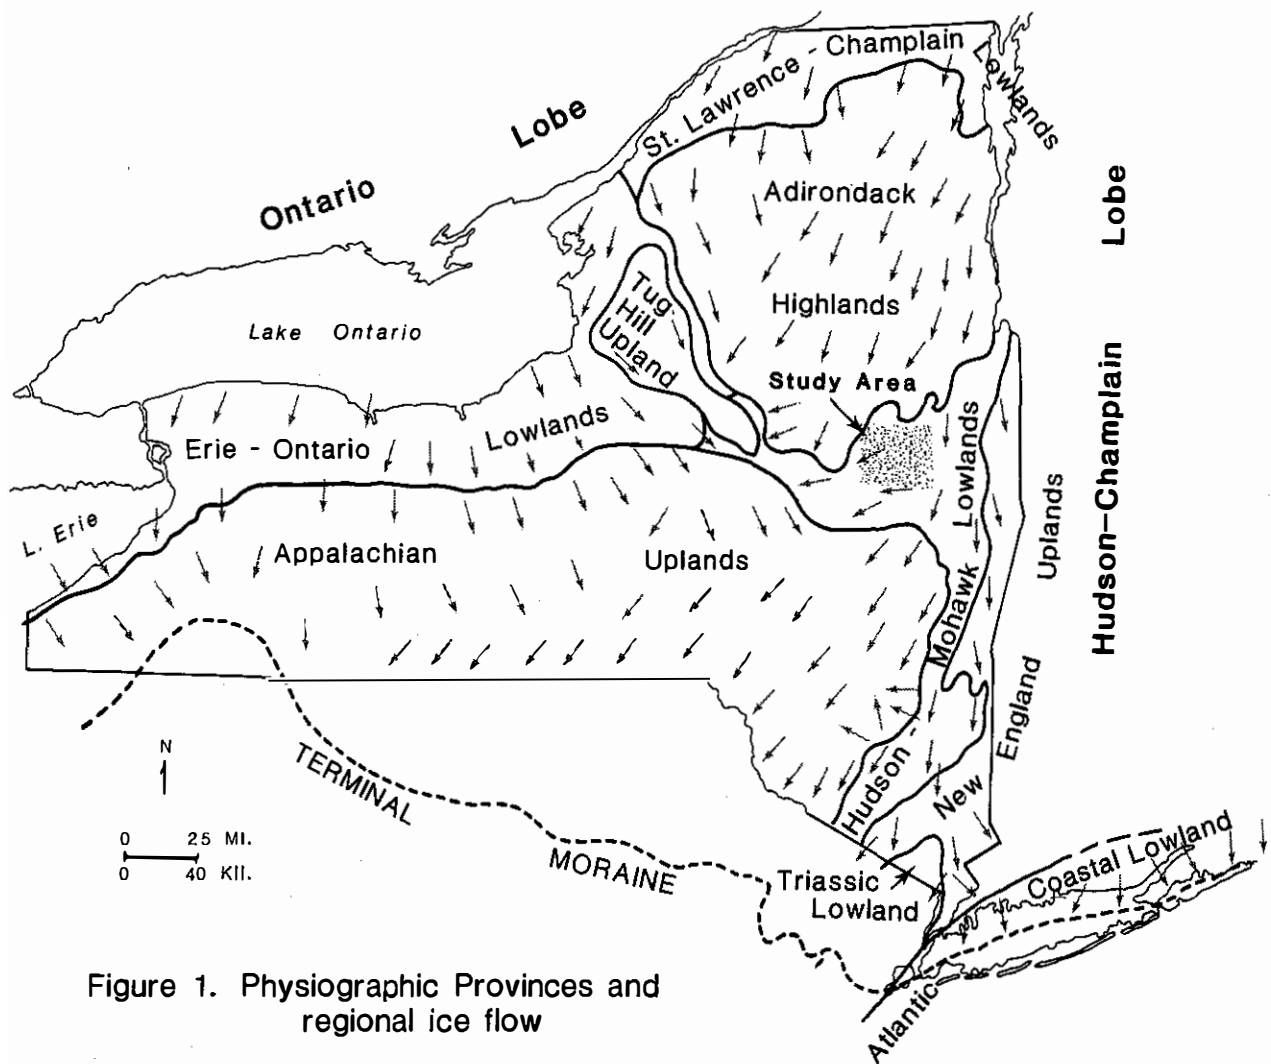 St. Lawrence - Champlain Lowlands
Ontario Lobe
Adirondack
Highlands
Tug
Hill
Upland
Lake Ontario
Study Area
Erie - Ontario Lowlands
L. Erie
Appalachian Uplands
Hudson - Mohawk Lowlands
New England Uplands
Hudson-Champlain Lobe
N
0 25 MI.
0 40 KII.
TERMINAL MORAINE
Triassic
Lowland
Atlantic Coastal Lowland
Figure 1. Physiographic Provinces and
regional ice flow